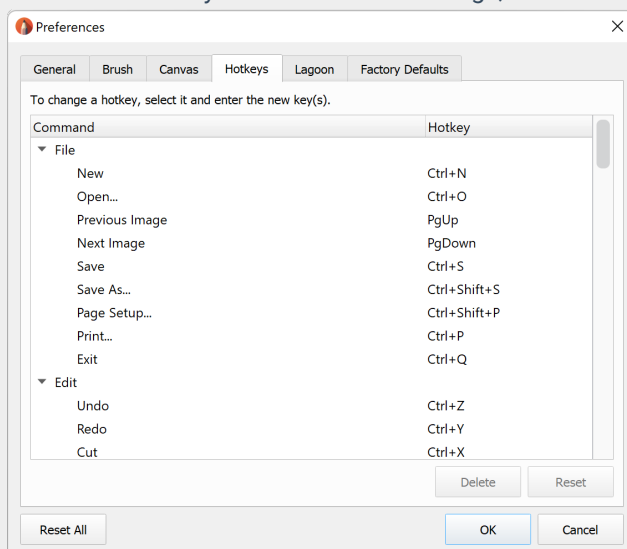 Preferences
General Brush Canvas Hotkeys Lagoon Factory Defaults
To change a hotkey, select it and enter the new key(s).
Command Hotkey
File
New Ctrl+N
Open... Ctrl+O
Previous Image PgUp
Next Image PgDown
Save Ctrl+S
Save As... Ctrl+Shift+S
Page Setup... Ctrl+Shift+P
Print... Ctrl+P
Exit Ctrl+Q
Edit
Undo Ctrl+Z
Redo Ctrl+Y
Cut Ctrl+X
Delete Reset
Reset All OK Cancel